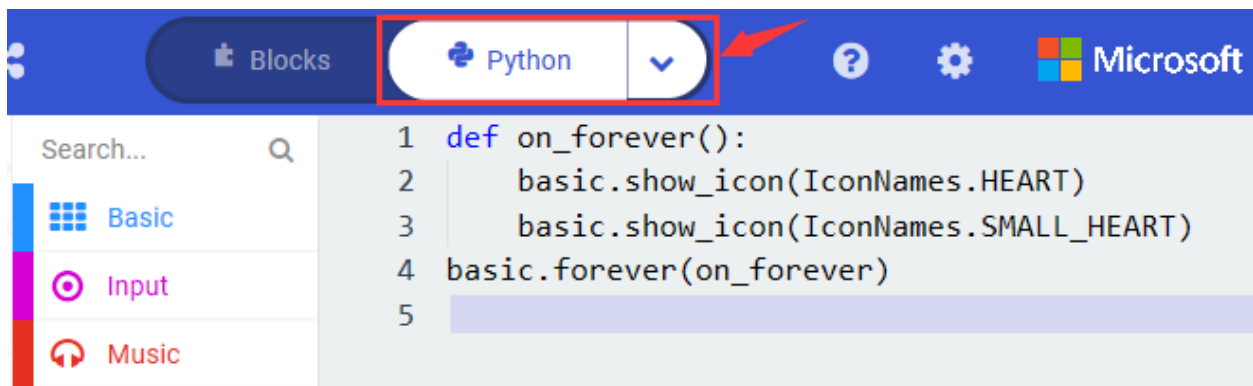 Blocks
Python
Microsoft
Search...
Basic
Input
Music
1 def on_forever():
2     basic.show_icon(IconNames.HEART)
3     basic.show_icon(IconNames.SMALL_HEART)
4 basic.forever(on_forever)
5